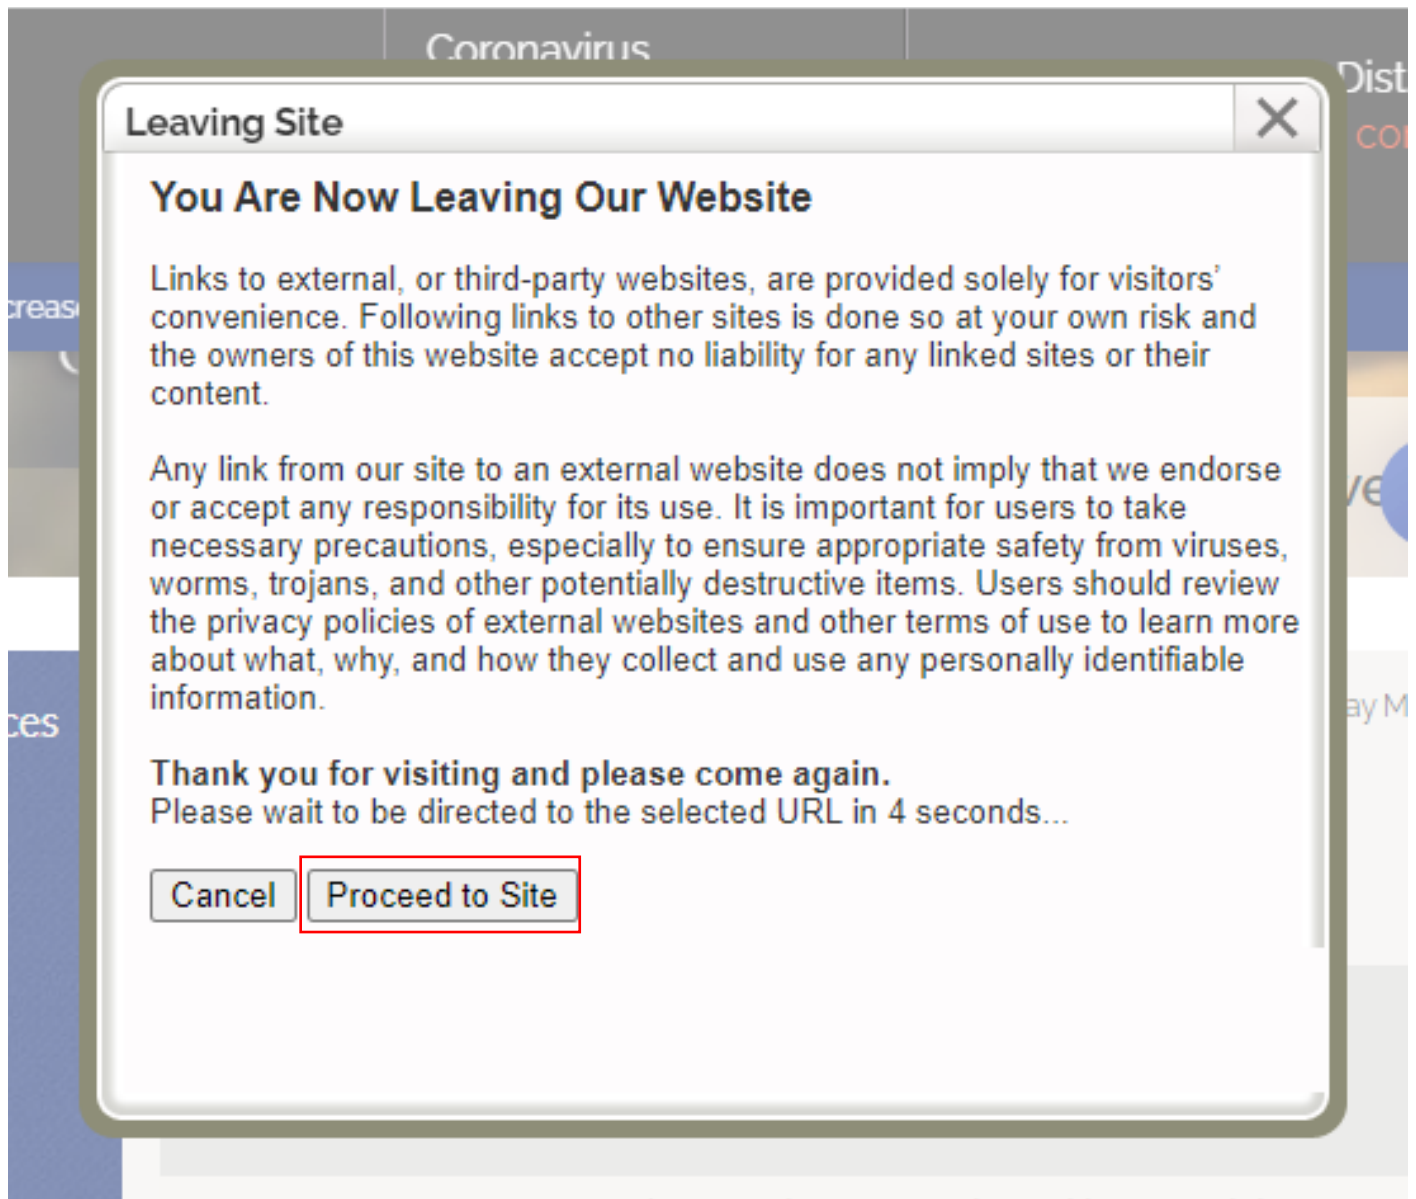 Coronavirus
Dist
Leaving Site
You Are Now Leaving Our Website
Links to external, or third-party websites, are provided solely for visitors’
convenience. Following links to other sites is done so at your own risk and
the owners of this website accept no liability for any linked sites or their
content.
Any link from our site to an external website does not imply that we endorse
or accept any responsibility for its use. It is important for users to take
necessary precautions, especially to ensure appropriate safety from viruses,
worms, trojans, and other potentially destructive items. Users should review
the privacy policies of external websites and other terms of use to learn more
about what, why, and how they collect and use any personally identifiable
information.
ces
ay M
Thank you for visiting and please come again.
Please wait to be directed to the selected URL in 4 seconds...
Cancel
Proceed to Site